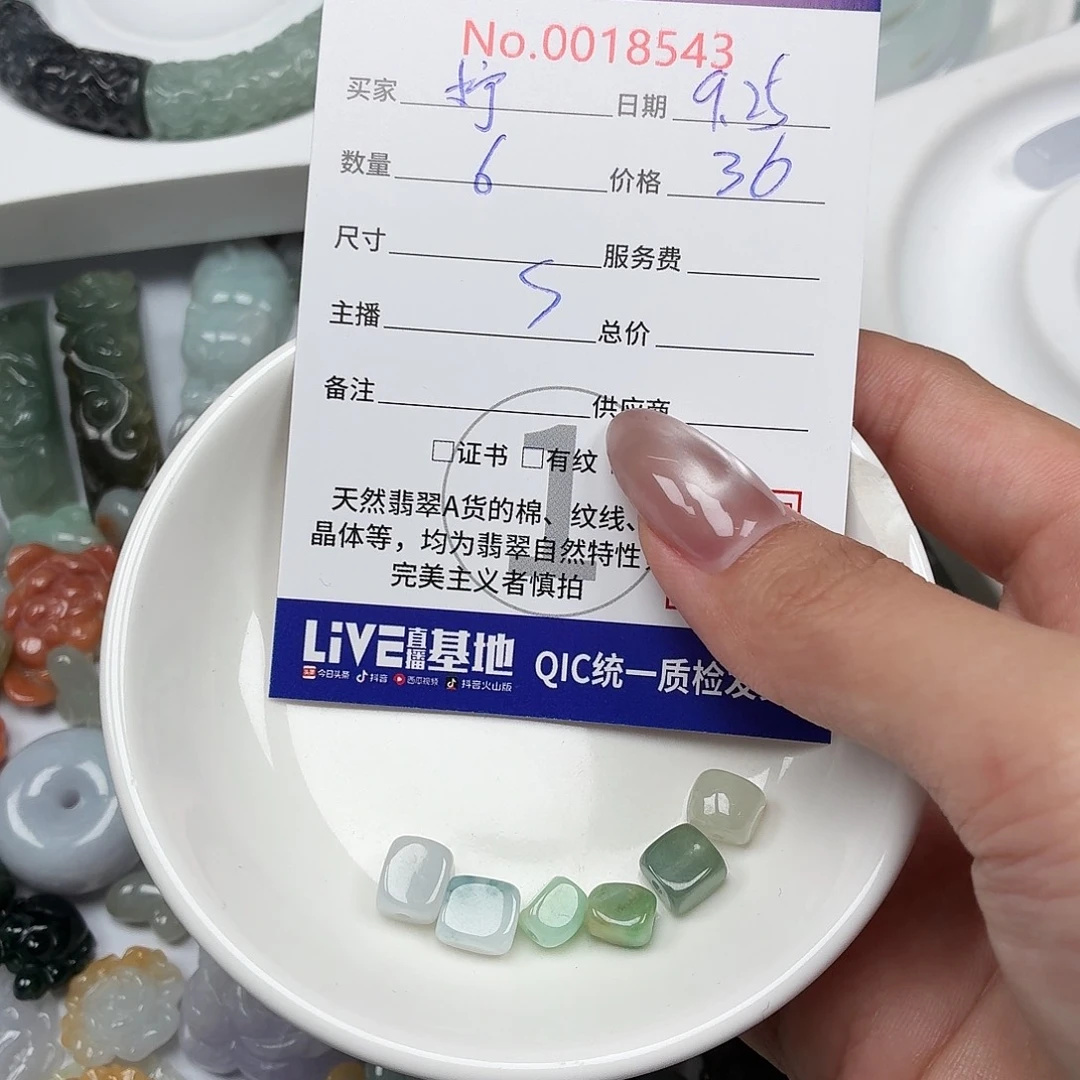 No.0018543
买家 柠 日期 9.25
数量 6 价格 36
尺寸 服务费
主播 S 总价
备注 供应商
□证书 □有纹
1
天然翡翠A货的棉、纹线、
晶体等，均为翡翠自然特性，
完美主义者慎拍
LiVE直播基地 QIC统一质检发
今日头条 抖音 西瓜视频 抖音火山版